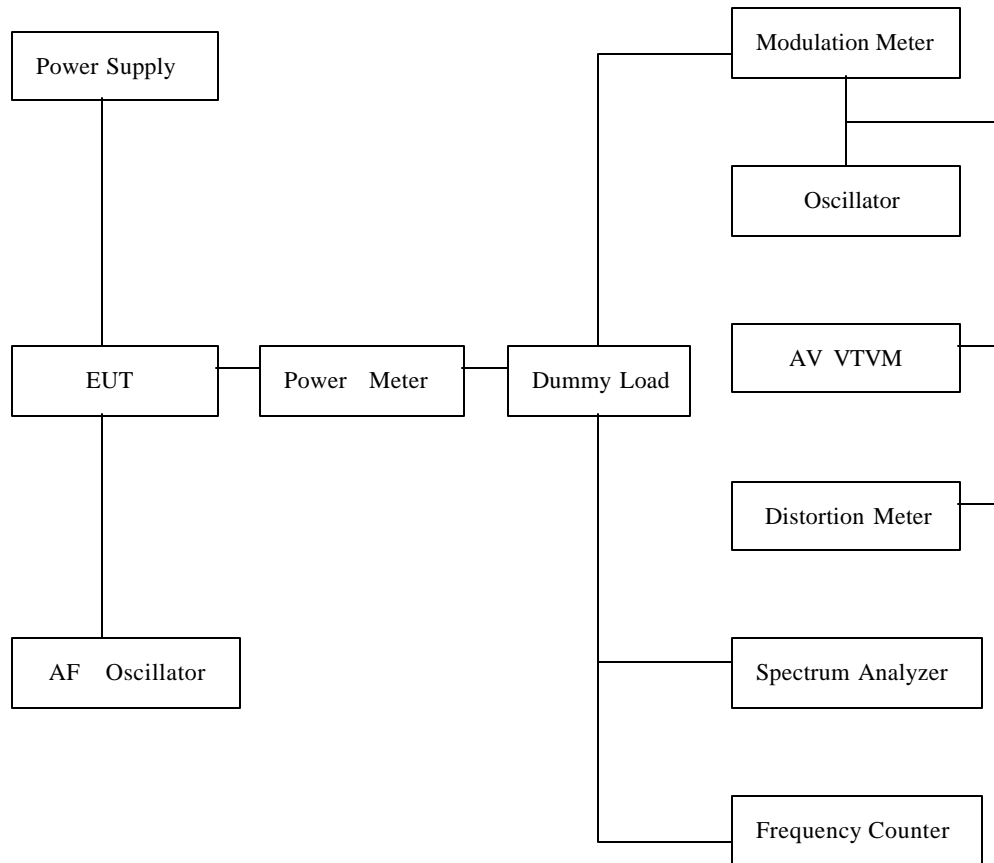 Modulation Meter
Power Supply
Oscillator
AV VTVM
EUT
Power Meter
Dummy Load
Distortion Meter
AF Oscillator
Spectrum Analyzer
Frequency Counter